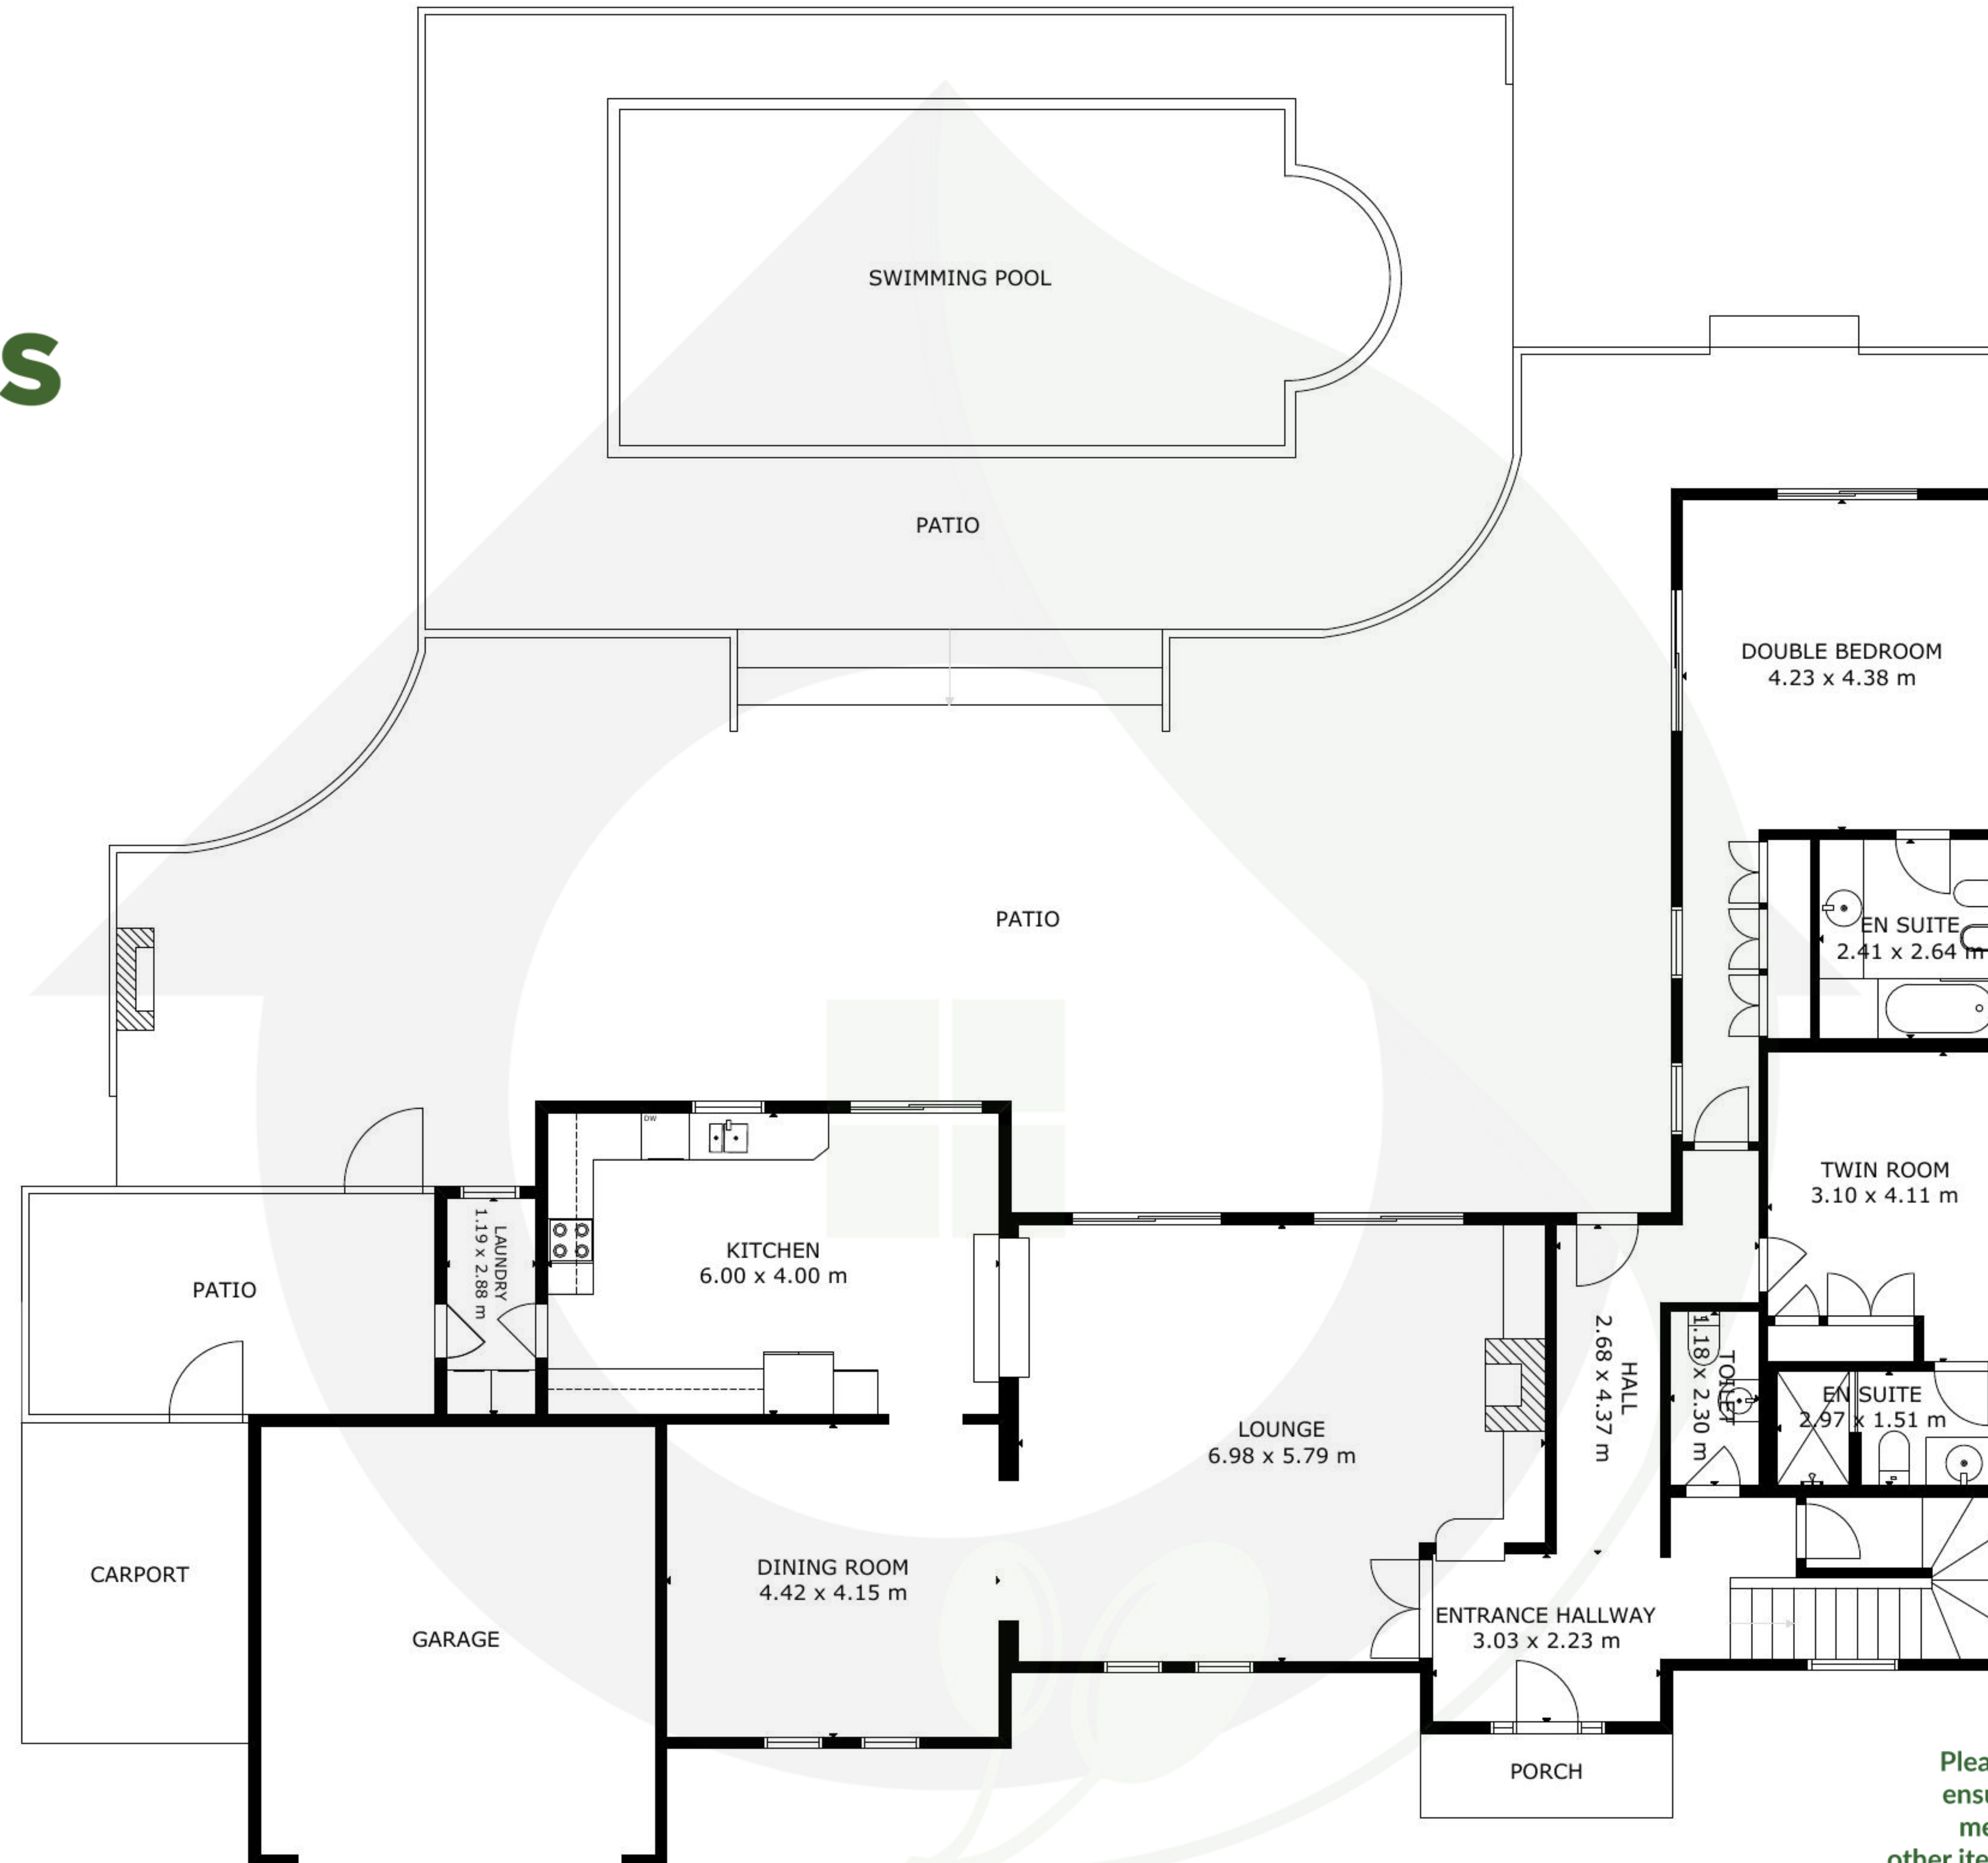 SWIMMING POOL
s
PATIO
DOUBLE BEDROOM
4.23 x 4.38 m
PATIO
EN SUITE
2.41 x 2.64 m
DW
TWIN ROOM
3.10 x 4.11 m
LAUNDRY
1.19 x 2.88 m
KITCHEN
6.00 x 4.00 m
PATIO
HALL
2.68 x 4.37 m
TOILET
1.18 x 2.30 m
EN SUITE
2.97 x 1.51 m
LOUNGE
6.98 x 5.79 m
CARPORT
DINING ROOM
4.42 x 4.15 m
GARAGE
ENTRANCE HALLWAY
3.03 x 2.23 m
PORCH
Plea
ensu
me
other ite